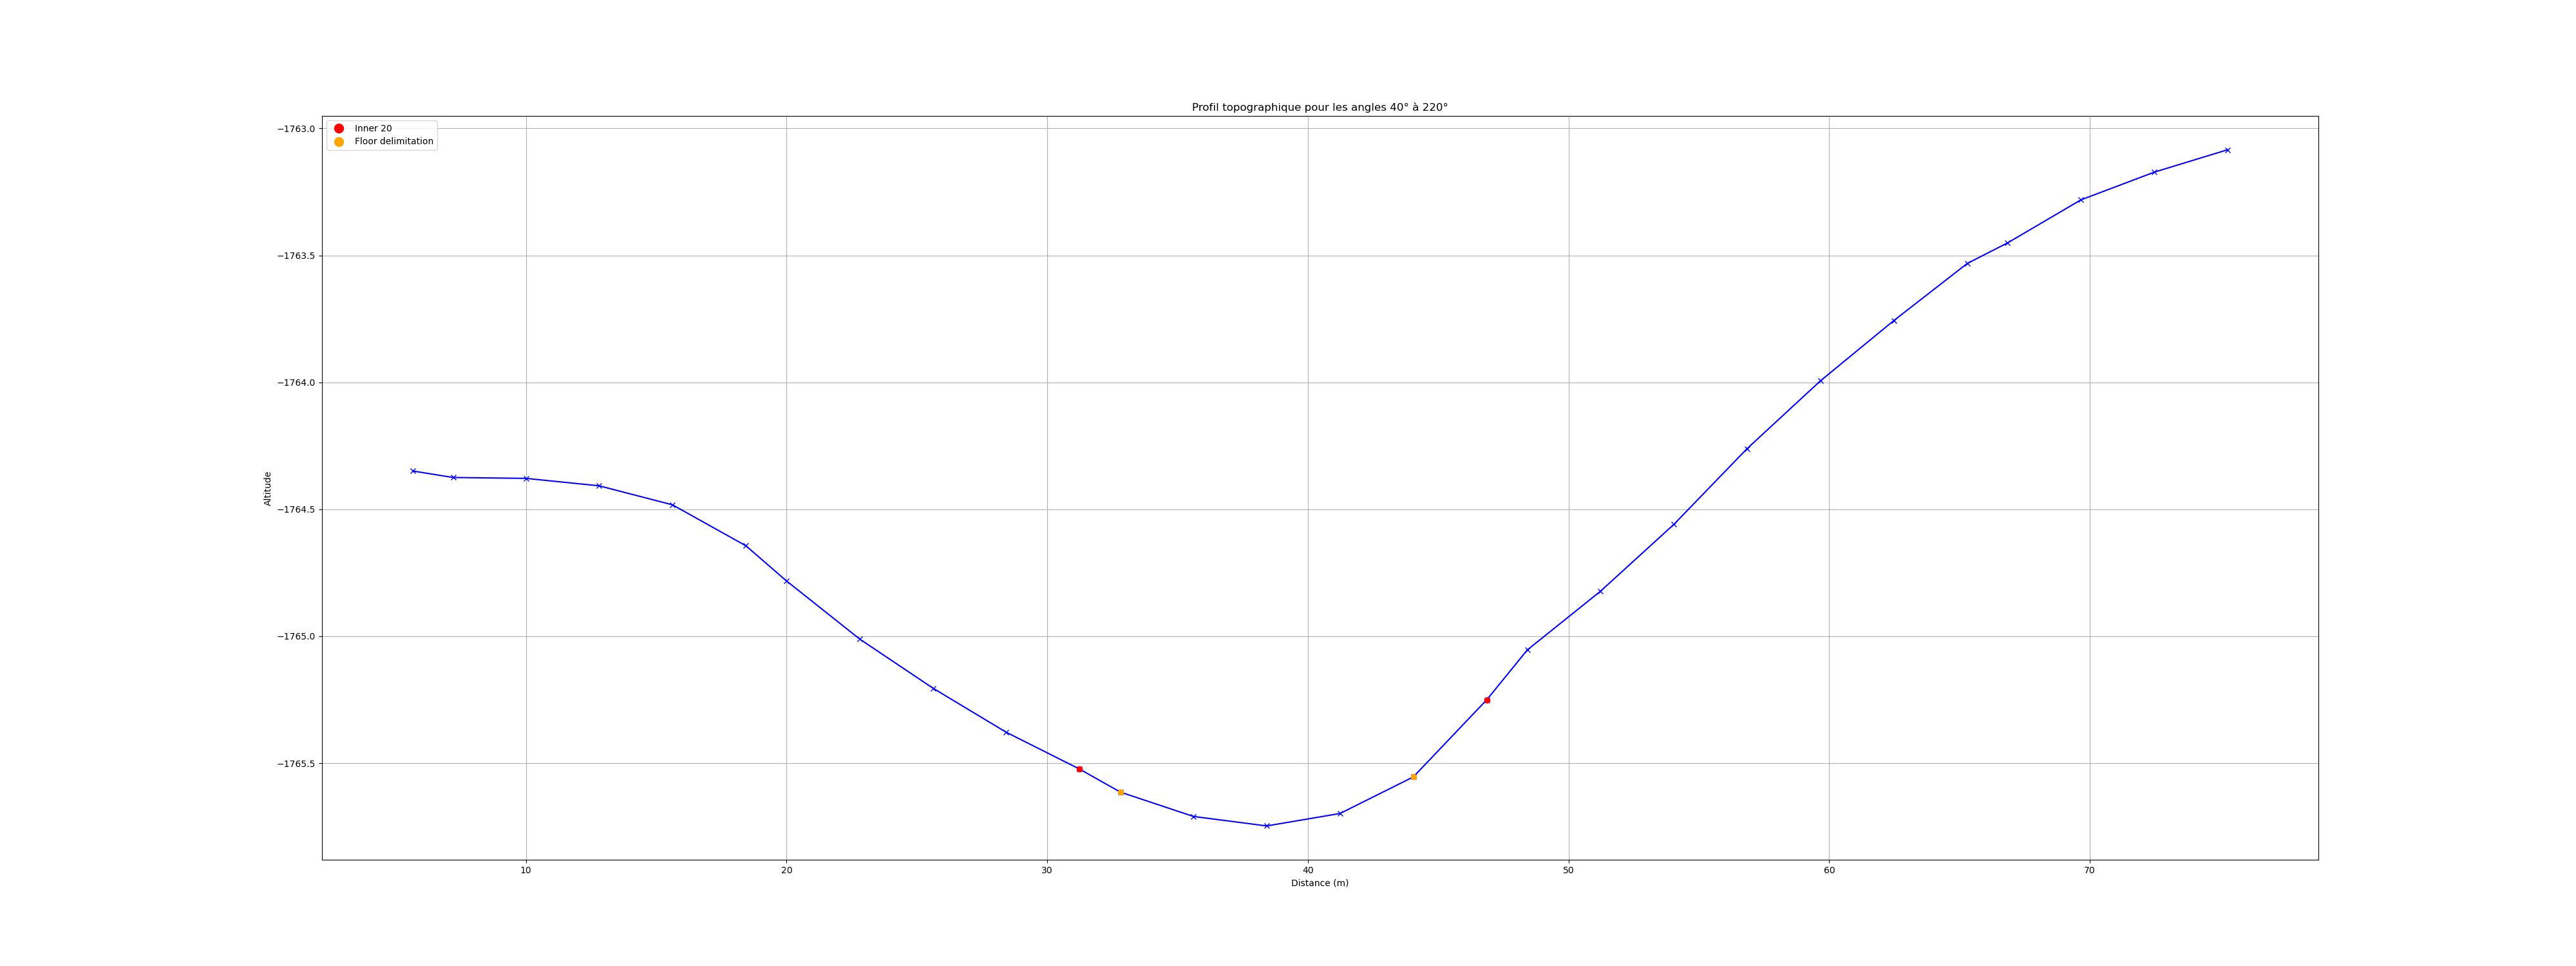 Profil topographique pour les angles 40° à 220°
Inner 20
Floor delimitation
−1763.0
−1763.5
−1764.0
−1764.5
−1765.0
−1765.5
Altitude
10 20 30 40 50 60 70
Distance (m)